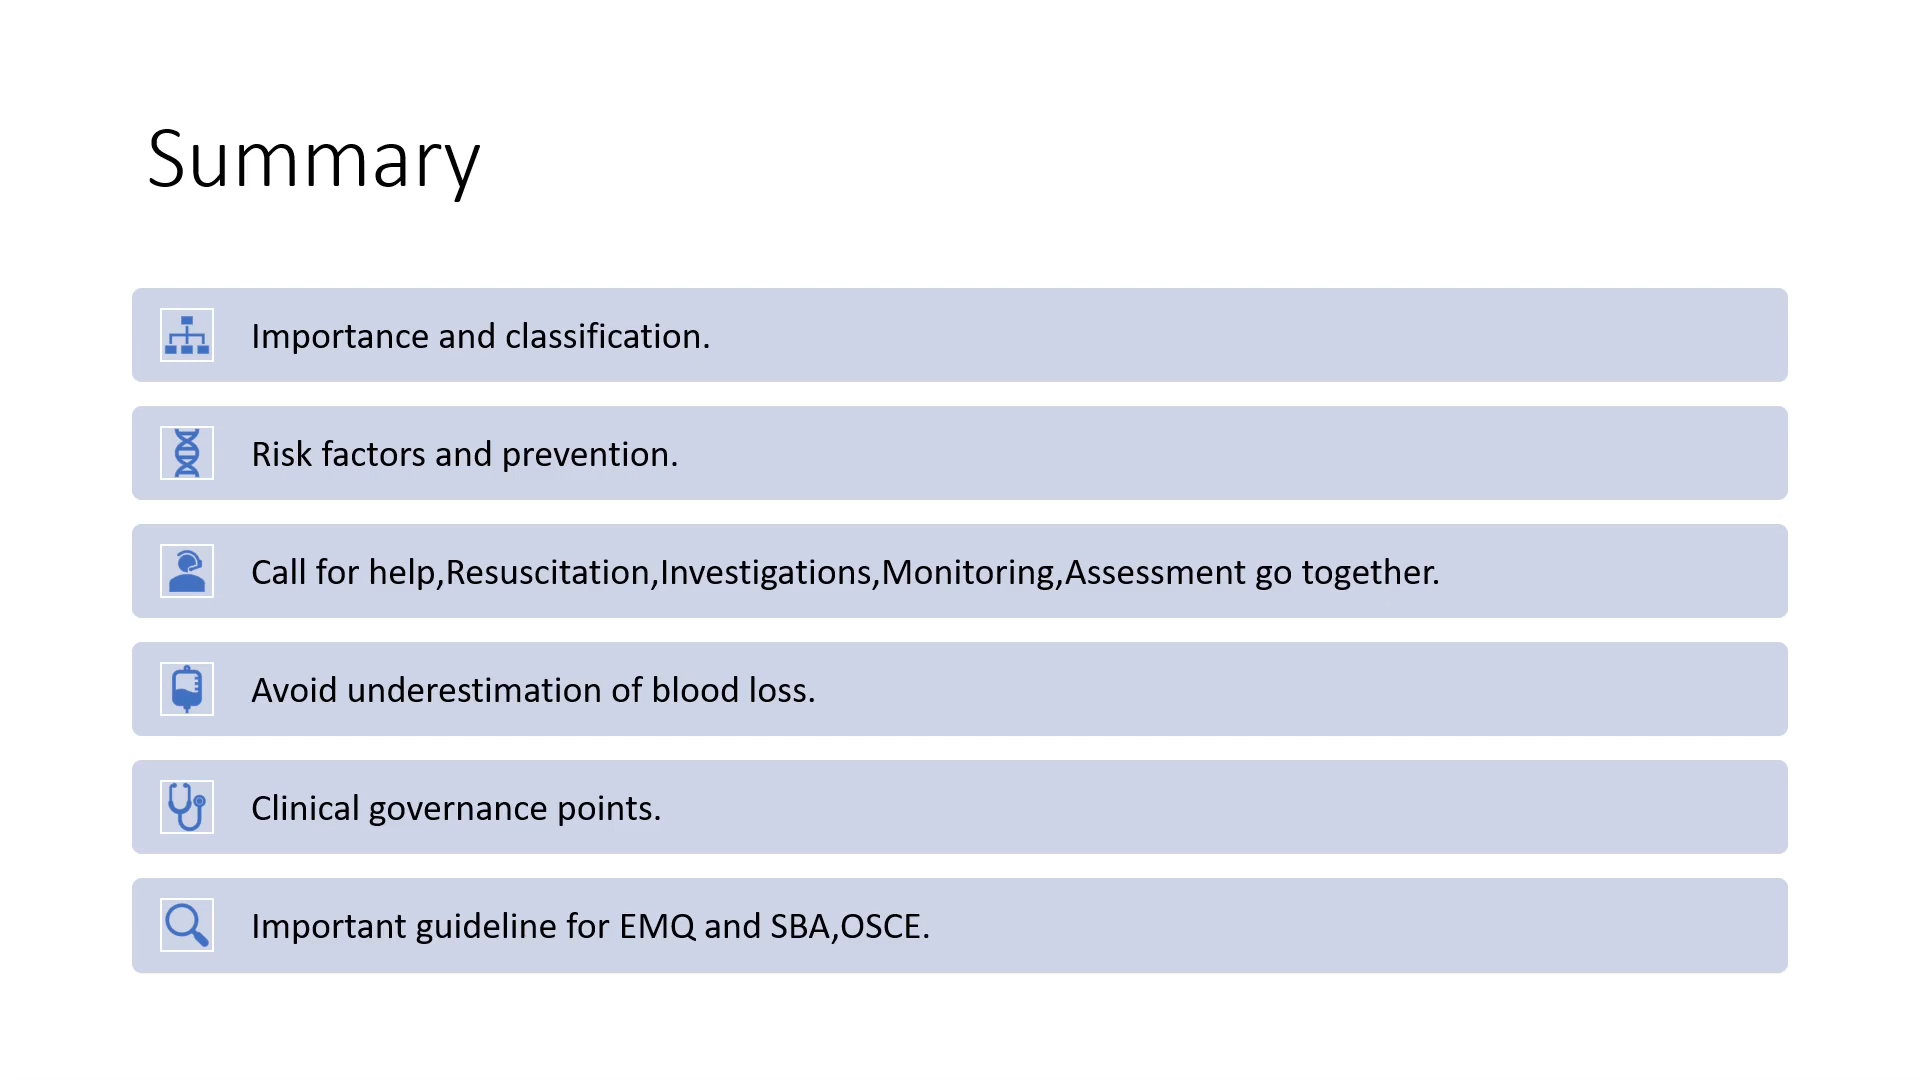 Summary
Importance and classification.
Risk factors and prevention.
Call for help,Resuscitation,Investigations,Monitoring,Assessment go together.
Avoid underestimation of blood loss.
Clinical governance points.
Important guideline for EMQ and SBA,OSCE.